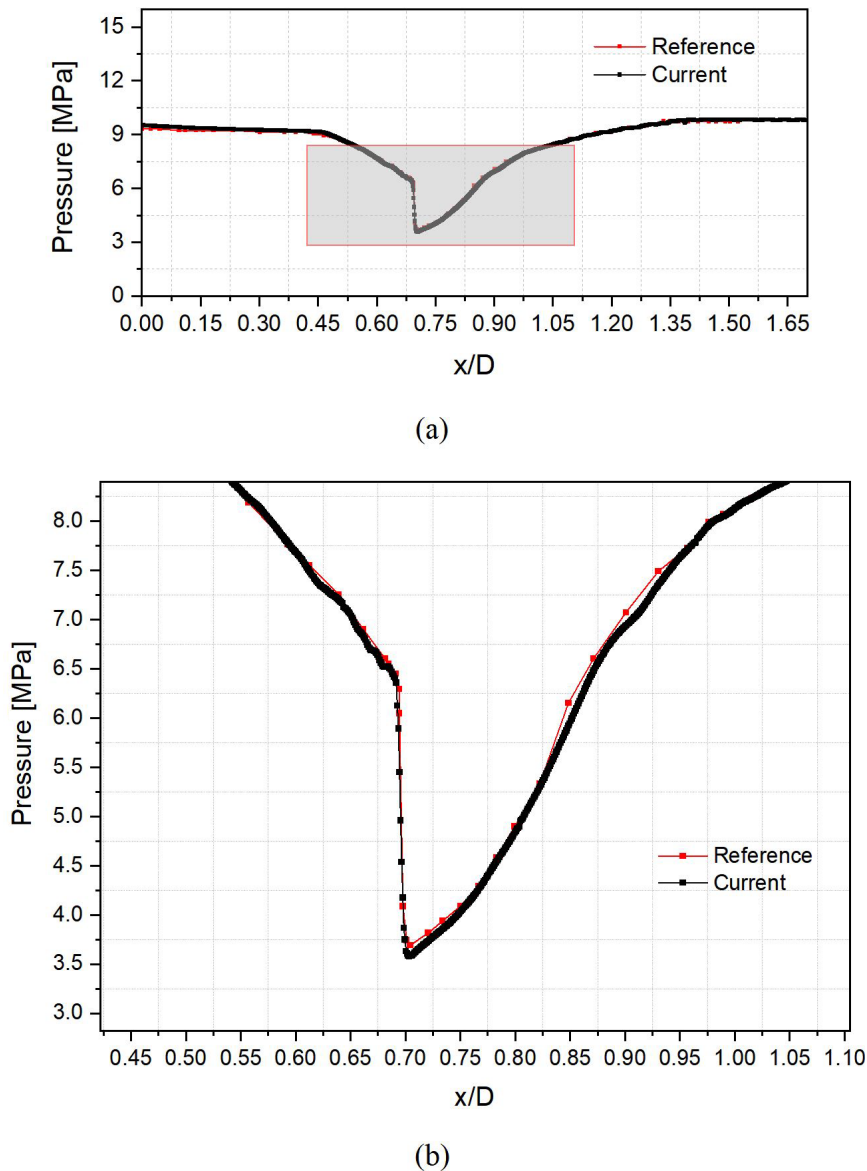 15
12
9
6
3
0
Pressure [MPa]
Reference
Current
0.00 0.15 0.30 0.45 0.60 0.75 0.90 1.05 1.20 1.35 1.50 1.65
x/D
(a)
8.0
7.5
7.0
6.5
6.0
5.5
5.0
4.5
4.0
3.5
3.0
Pressure [MPa]
Reference
Current
0.45 0.50 0.55 0.60 0.65 0.70 0.75 0.80 0.85 0.90 0.95 1.00 1.05 1.10
x/D
(b)